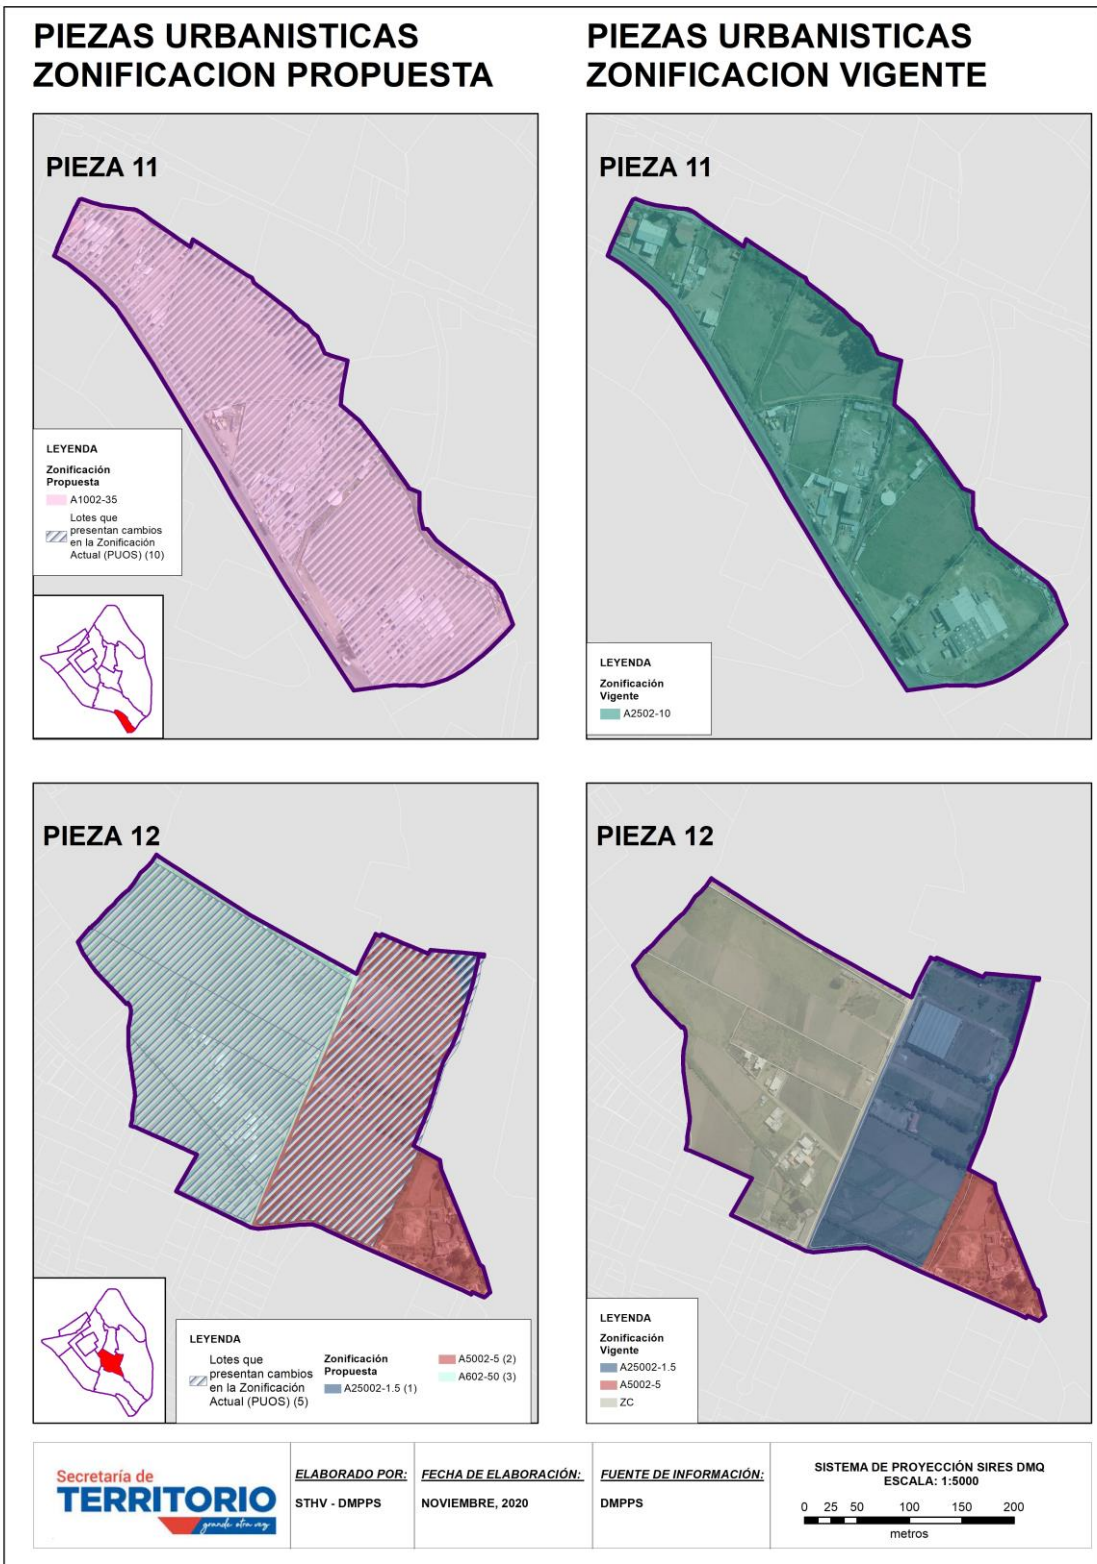 PIEZAS URBANISTICAS
ZONIFICACION PROPUESTA
PIEZAS URBANISTICAS
ZONIFICACION VIGENTE
PIEZA 11
LEYENDA
Zonificación
Propuesta
A1002-35
Lotes que
presentan cambios
en la Zonificación
Actual (PUOS) (10)
PIEZA 11
LEYENDA
Zonificación
Vigente
A2502-10
PIEZA 12
LEYENDA
Lotes que
presentan cambios
en la Zonificación
Actual (PUOS) (5)
Zonificación
Propuesta
A25002-1.5 (1)
A5002-5 (2)
A602-50 (3)
PIEZA 12
LEYENDA
Zonificación
Vigente
A25002-1.5
A5002-5
ZC
Secretaría de
TERRITORIO
grande otra vez
ELABORADO POR:
STHV - DMPPS
FECHA DE ELABORACIÓN:
NOVIEMBRE, 2020
FUENTE DE INFORMACIÓN:
DMPPS
SISTEMA DE PROYECCIÓN SIRES DMQ
ESCALA: 1:5000
0 25 50 100 150 200
metros